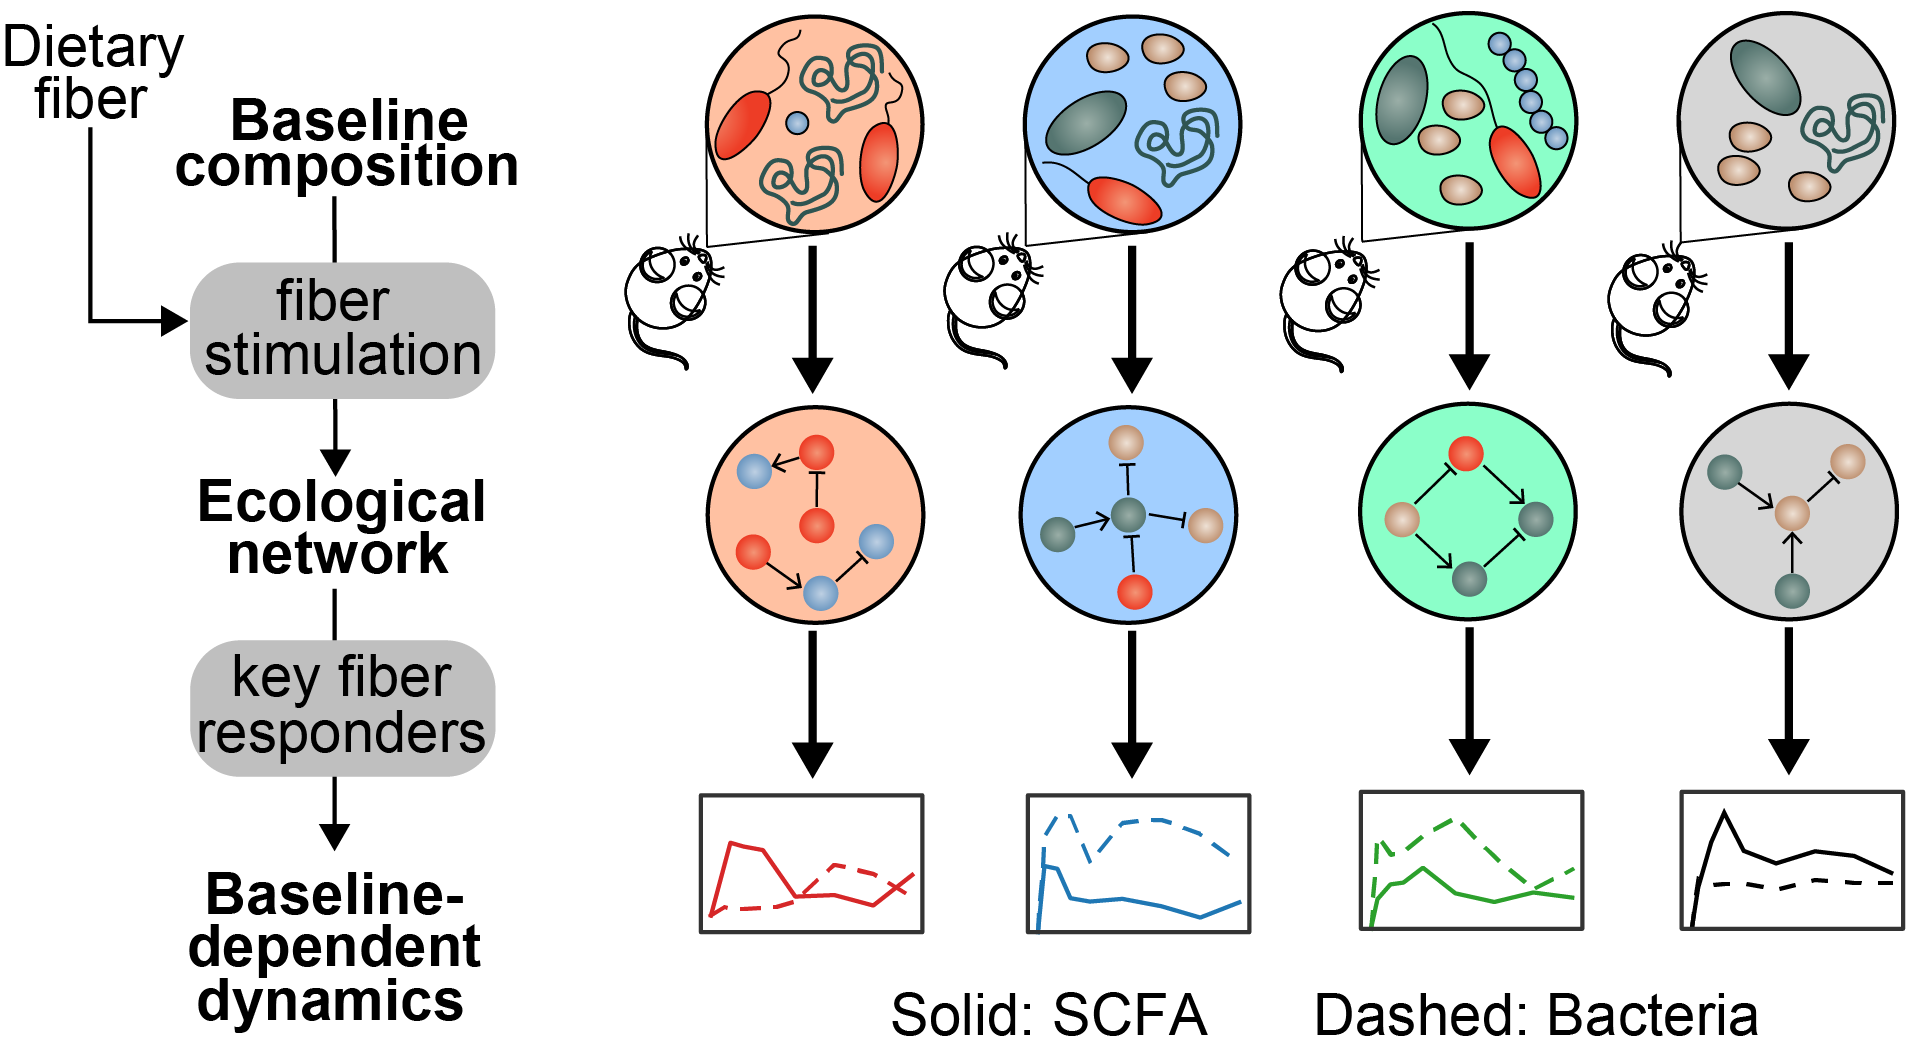 Dietary
fiber
Baseline
composition
fiber
stimulation
Ecological
network
key fiber
responders
Baseline-
dependent
dynamics
Solid: SCFA
Dashed: Bacteria